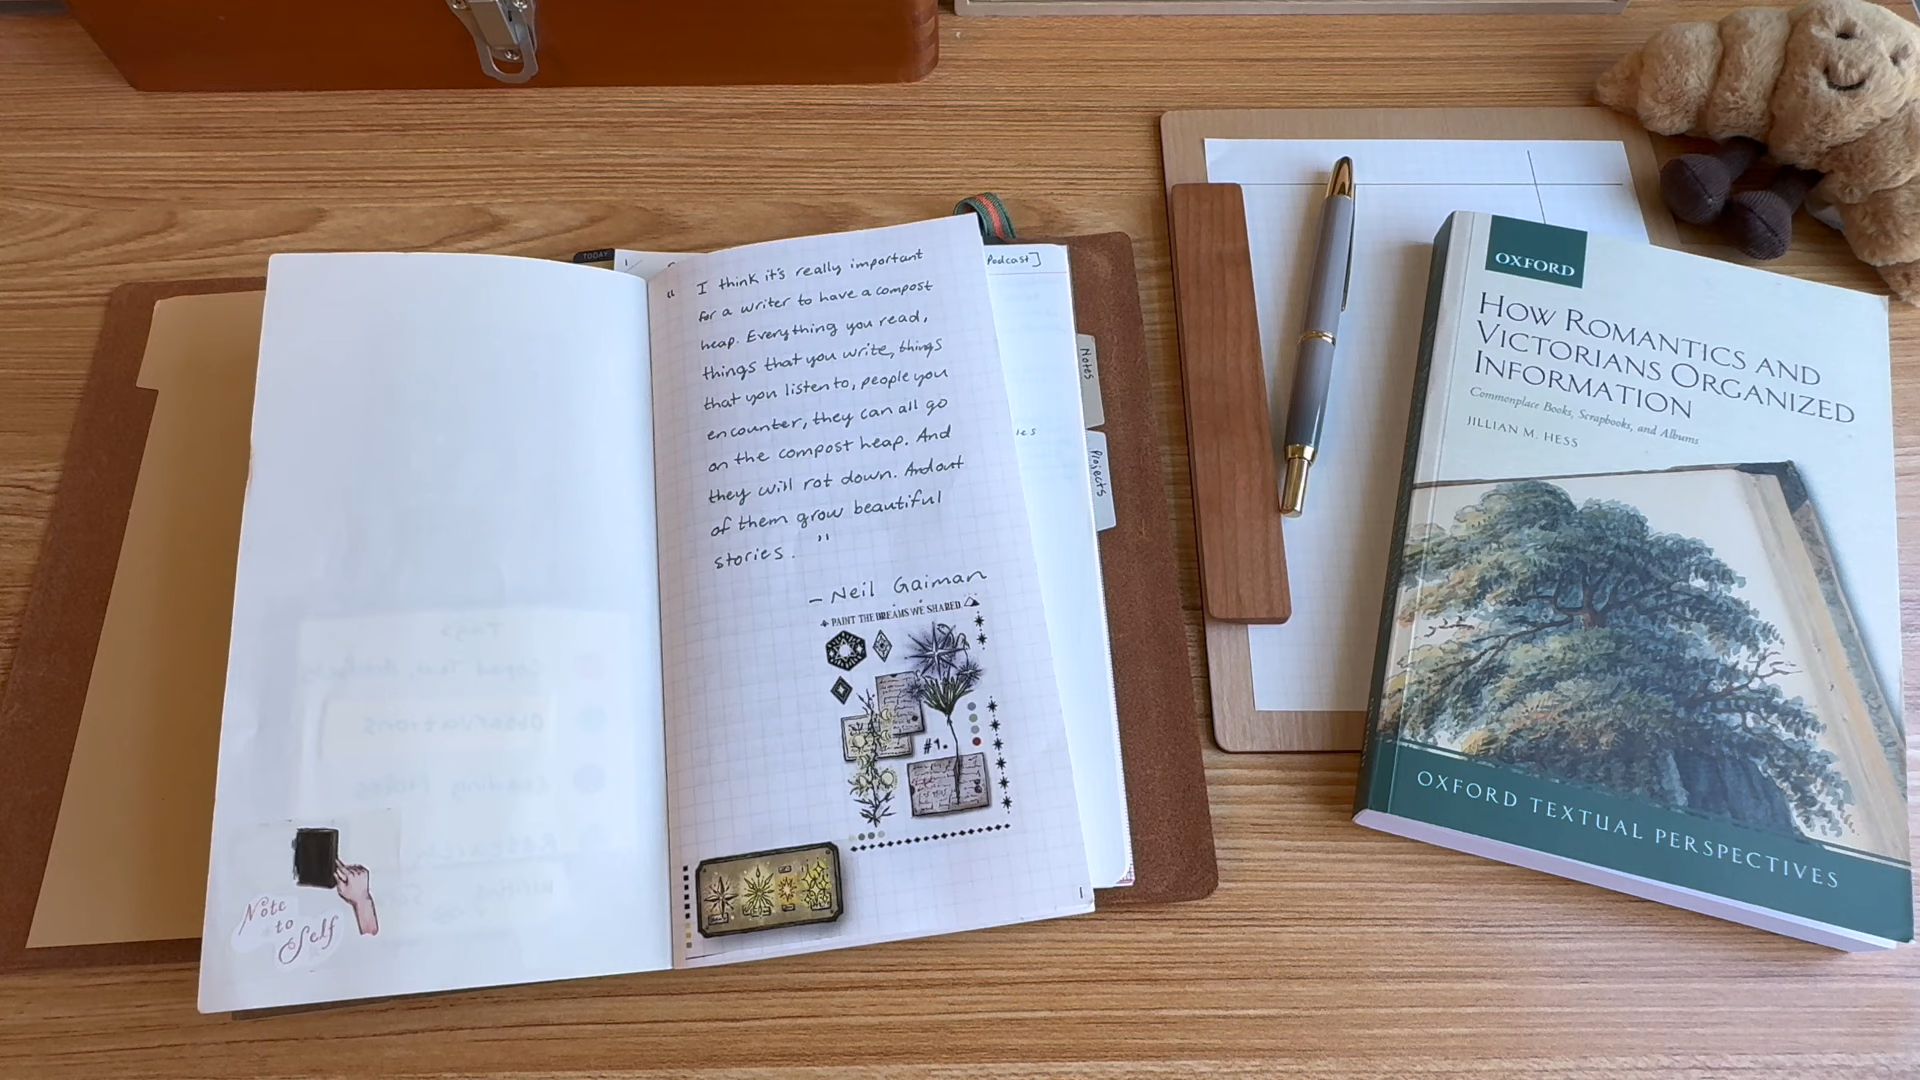 TODAY
Podcast]
“ I think it's really important
for a writer to have a compost
heap. Everything you read,
things that you write, things
that you listen to, people you
encounter, they can all go
on the compost heap. And
they will rot down. And out
of them grow beautiful
stories. ”
– Neil Gaiman
PAINT THE DREAMS WE SHARED
#1.
1
Note
to
Self
Notes
Projects
OXFORD
HOW ROMANTICS AND
VICTORIANS ORGANIZED
INFORMATION
Commonplace Books, Scrapbooks, and Albums
JILLIAN M. HESS
OXFORD TEXTUAL PERSPECTIVES